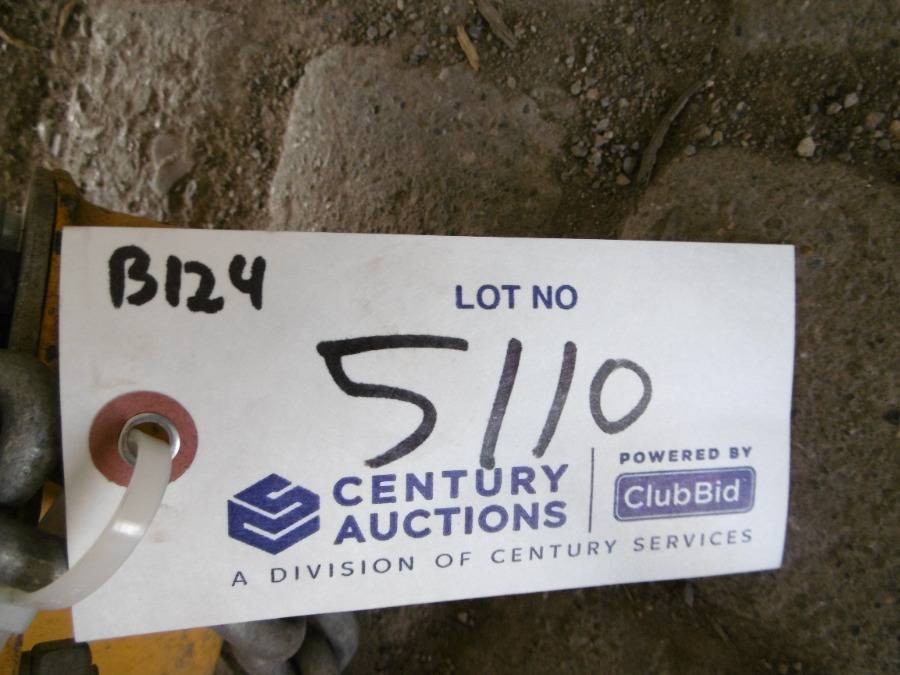 B124
LOT NO
5110
CENTURY AUCTIONS
POWERED BY
ClubBid
A DIVISION OF CENTURY SERVICES